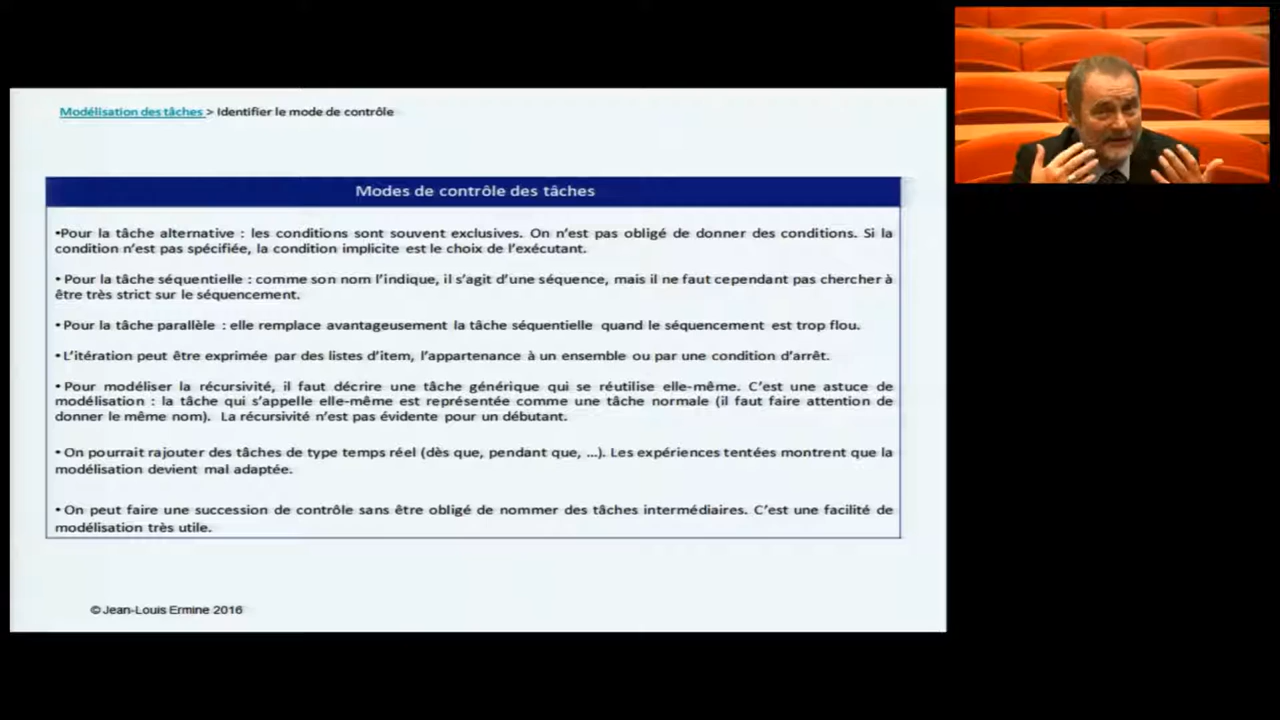 Modélisation des tâches > Identifier le mode de contrôle
Modes de contrôle des tâches
•Pour la tâche alternative : les conditions sont souvent exclusives. On n'est pas obligé de donner des conditions. Si la
condition n'est pas spécifiée, la condition implicite est le choix de l'exécutant.
• Pour la tâche séquentielle : comme son nom l'indique, il s'agit d'une séquence, mais il ne faut cependant pas chercher à
être très strict sur le séquencement.
• Pour la tâche parallèle : elle remplace avantageusement la tâche séquentielle quand le séquencement est trop flou.
• L'itération peut être exprimée par des listes d'item, l'appartenance à un ensemble ou par une condition d'arrêt.
• Pour modéliser la récursivité, il faut décrire une tâche générique qui se réutilise elle-même. C'est une astuce de
modélisation : la tâche qui s'appelle elle-même est représentée comme une tâche normale (il faut faire attention de
donner le même nom). La récursivité n'est pas évidente pour un débutant.
• On pourrait rajouter des tâches de type temps réel (dès que, pendant que, ...). Les expériences tentées montrent que la
modélisation devient mal adaptée.
• On peut faire une succession de contrôle sans être obligé de nommer des tâches intermédiaires. C'est une facilité de
modélisation très utile.
© Jean-Louis Ermine 2016